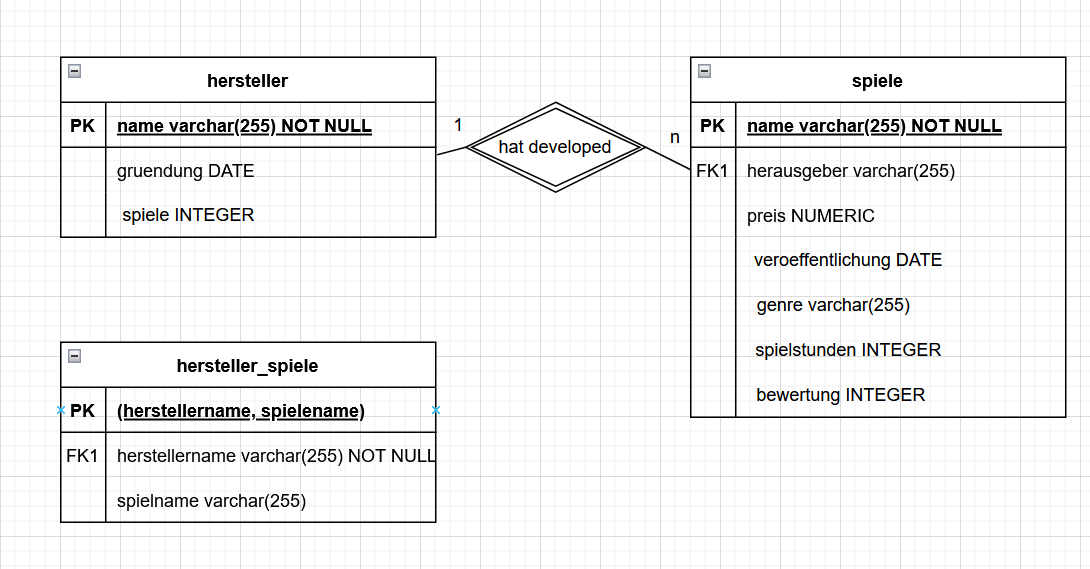 hersteller
PK name varchar(255) NOT NULL
gruendung DATE
spiele INTEGER
1
hat developed
n
spiele
PK name varchar(255) NOT NULL
FK1 herausgeber varchar(255)
preis NUMERIC
veroeffentlichung DATE
genre varchar(255)
spielstunden INTEGER
bewertung INTEGER
hersteller_spiele
PK (herstellername, spielename)
FK1 herstellername varchar(255) NOT NULL
spielname varchar(255)